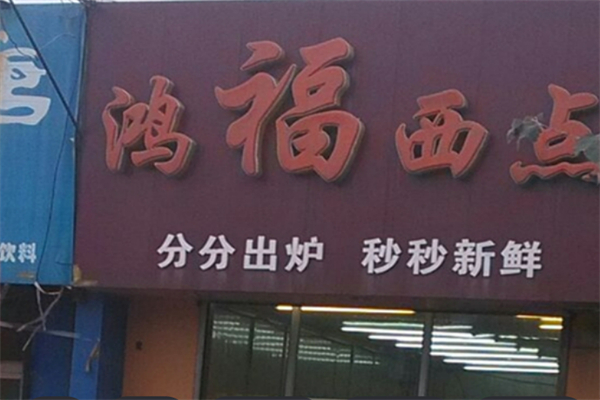 鸿福西点
分分出炉 秒秒新鲜
饮料